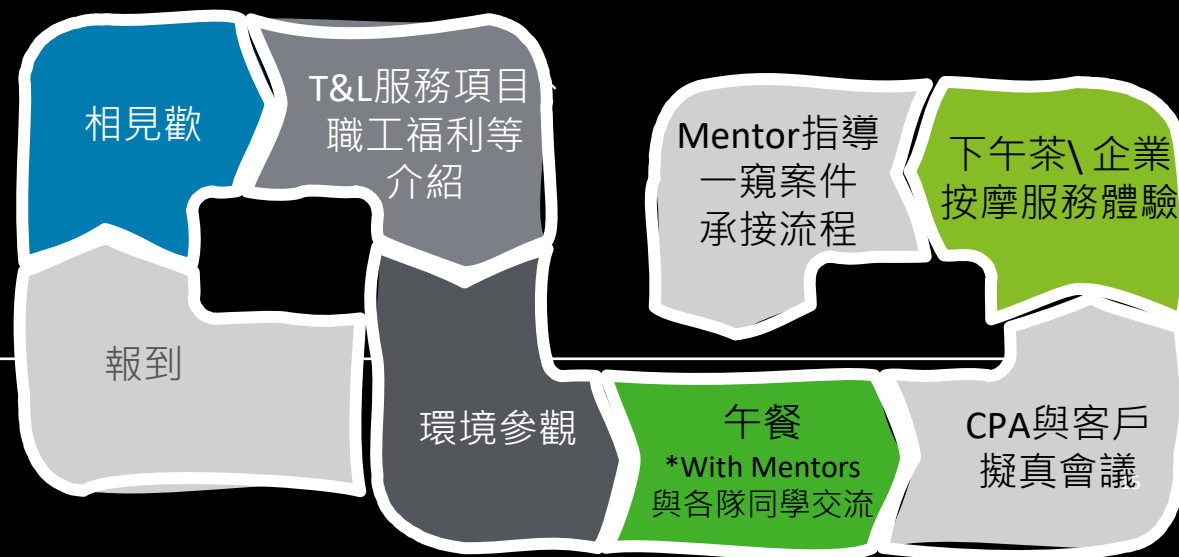 報到
相見歡
T&L服務項目、
職工福利等
介紹
環境參觀
午餐
*With Mentors
與各隊同學交流
CPA與客戶
擬真會議
下午茶\ 企業
按摩服務體驗
Mentor指導
一窺案件
承接流程